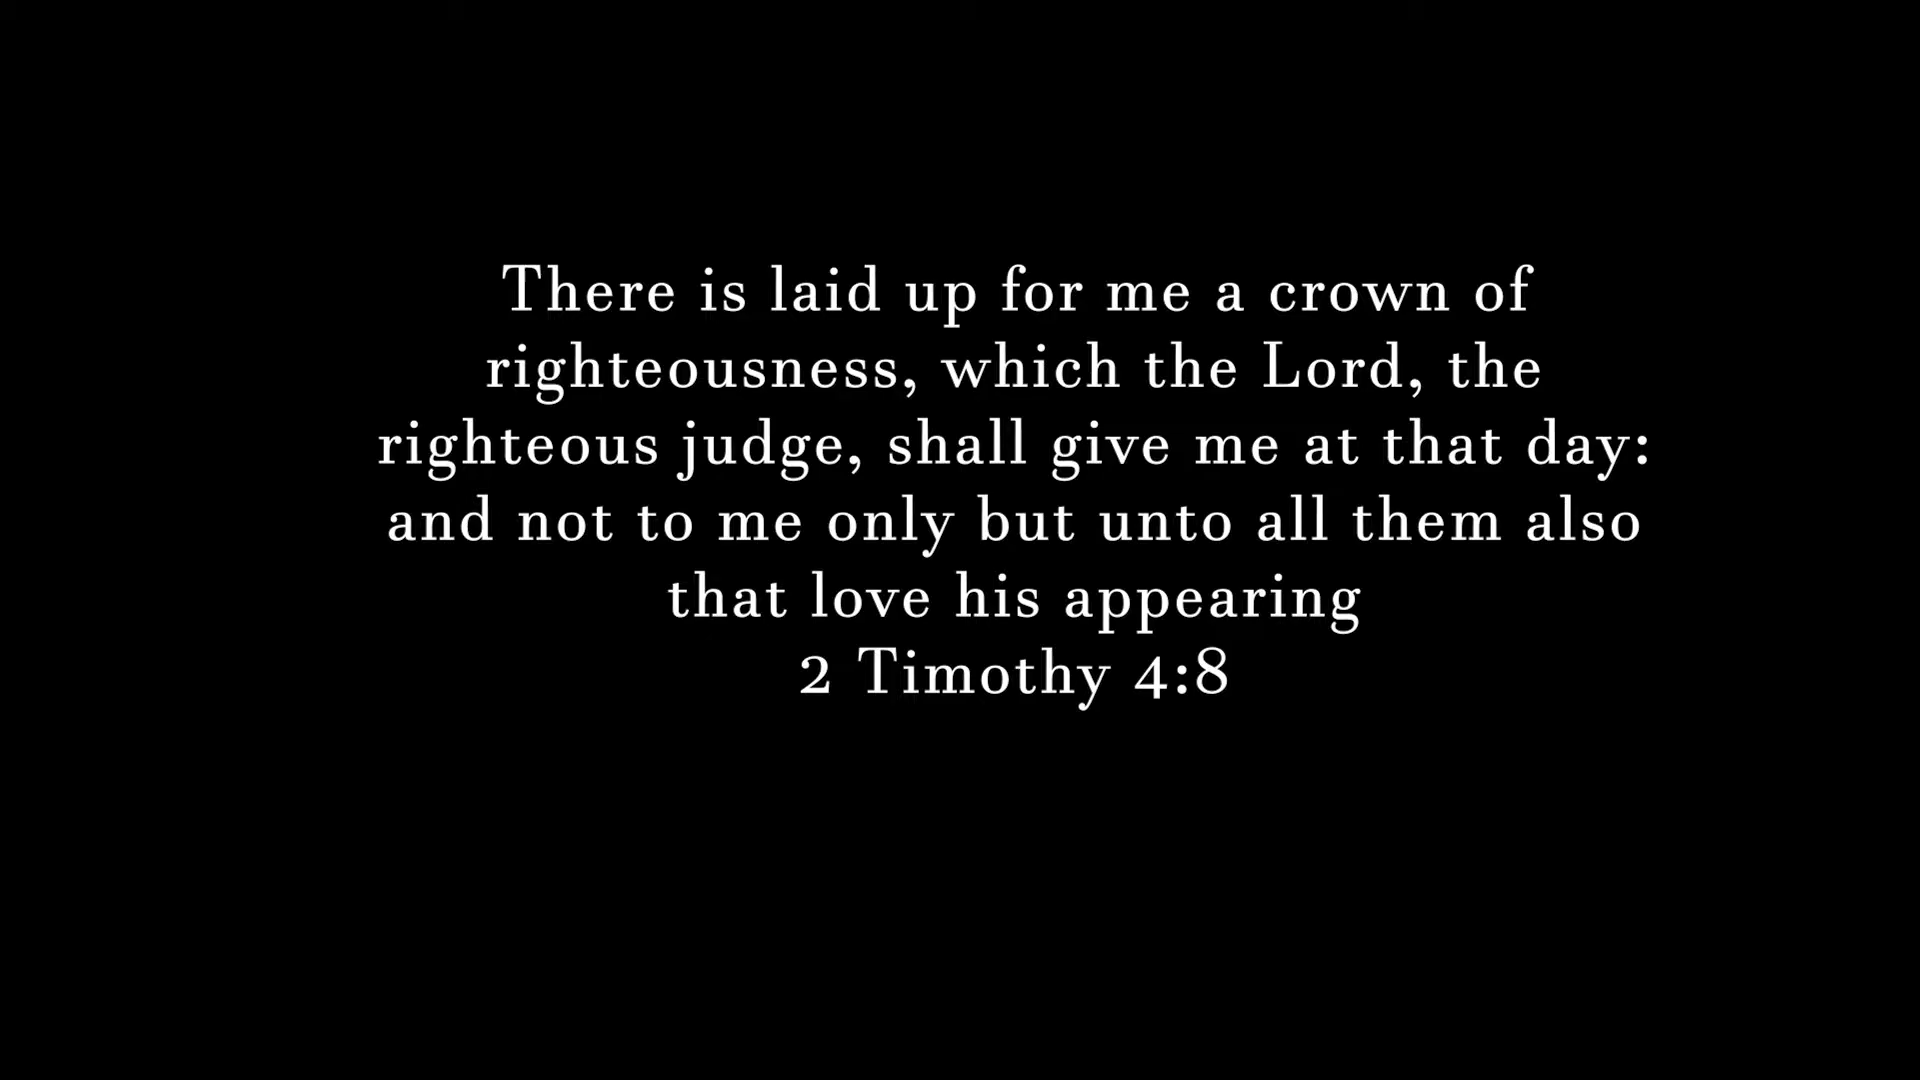 There is laid up for me a crown of
righteousness, which the Lord, the
righteous judge, shall give me at that day:
and not to me only but unto all them also
that love his appearing
2 Timothy 4:8